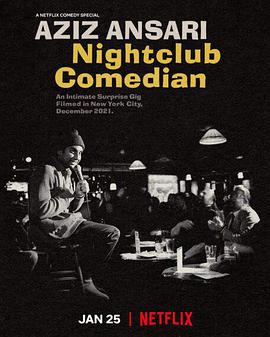 A NETFLIX COMEDY SPECIAL
AZIZ ANSARI
Nightclub
Comedian
An Intimate Surprise Gig
Filmed in New York City,
December 2021.
JAN 25 | NETFLIX